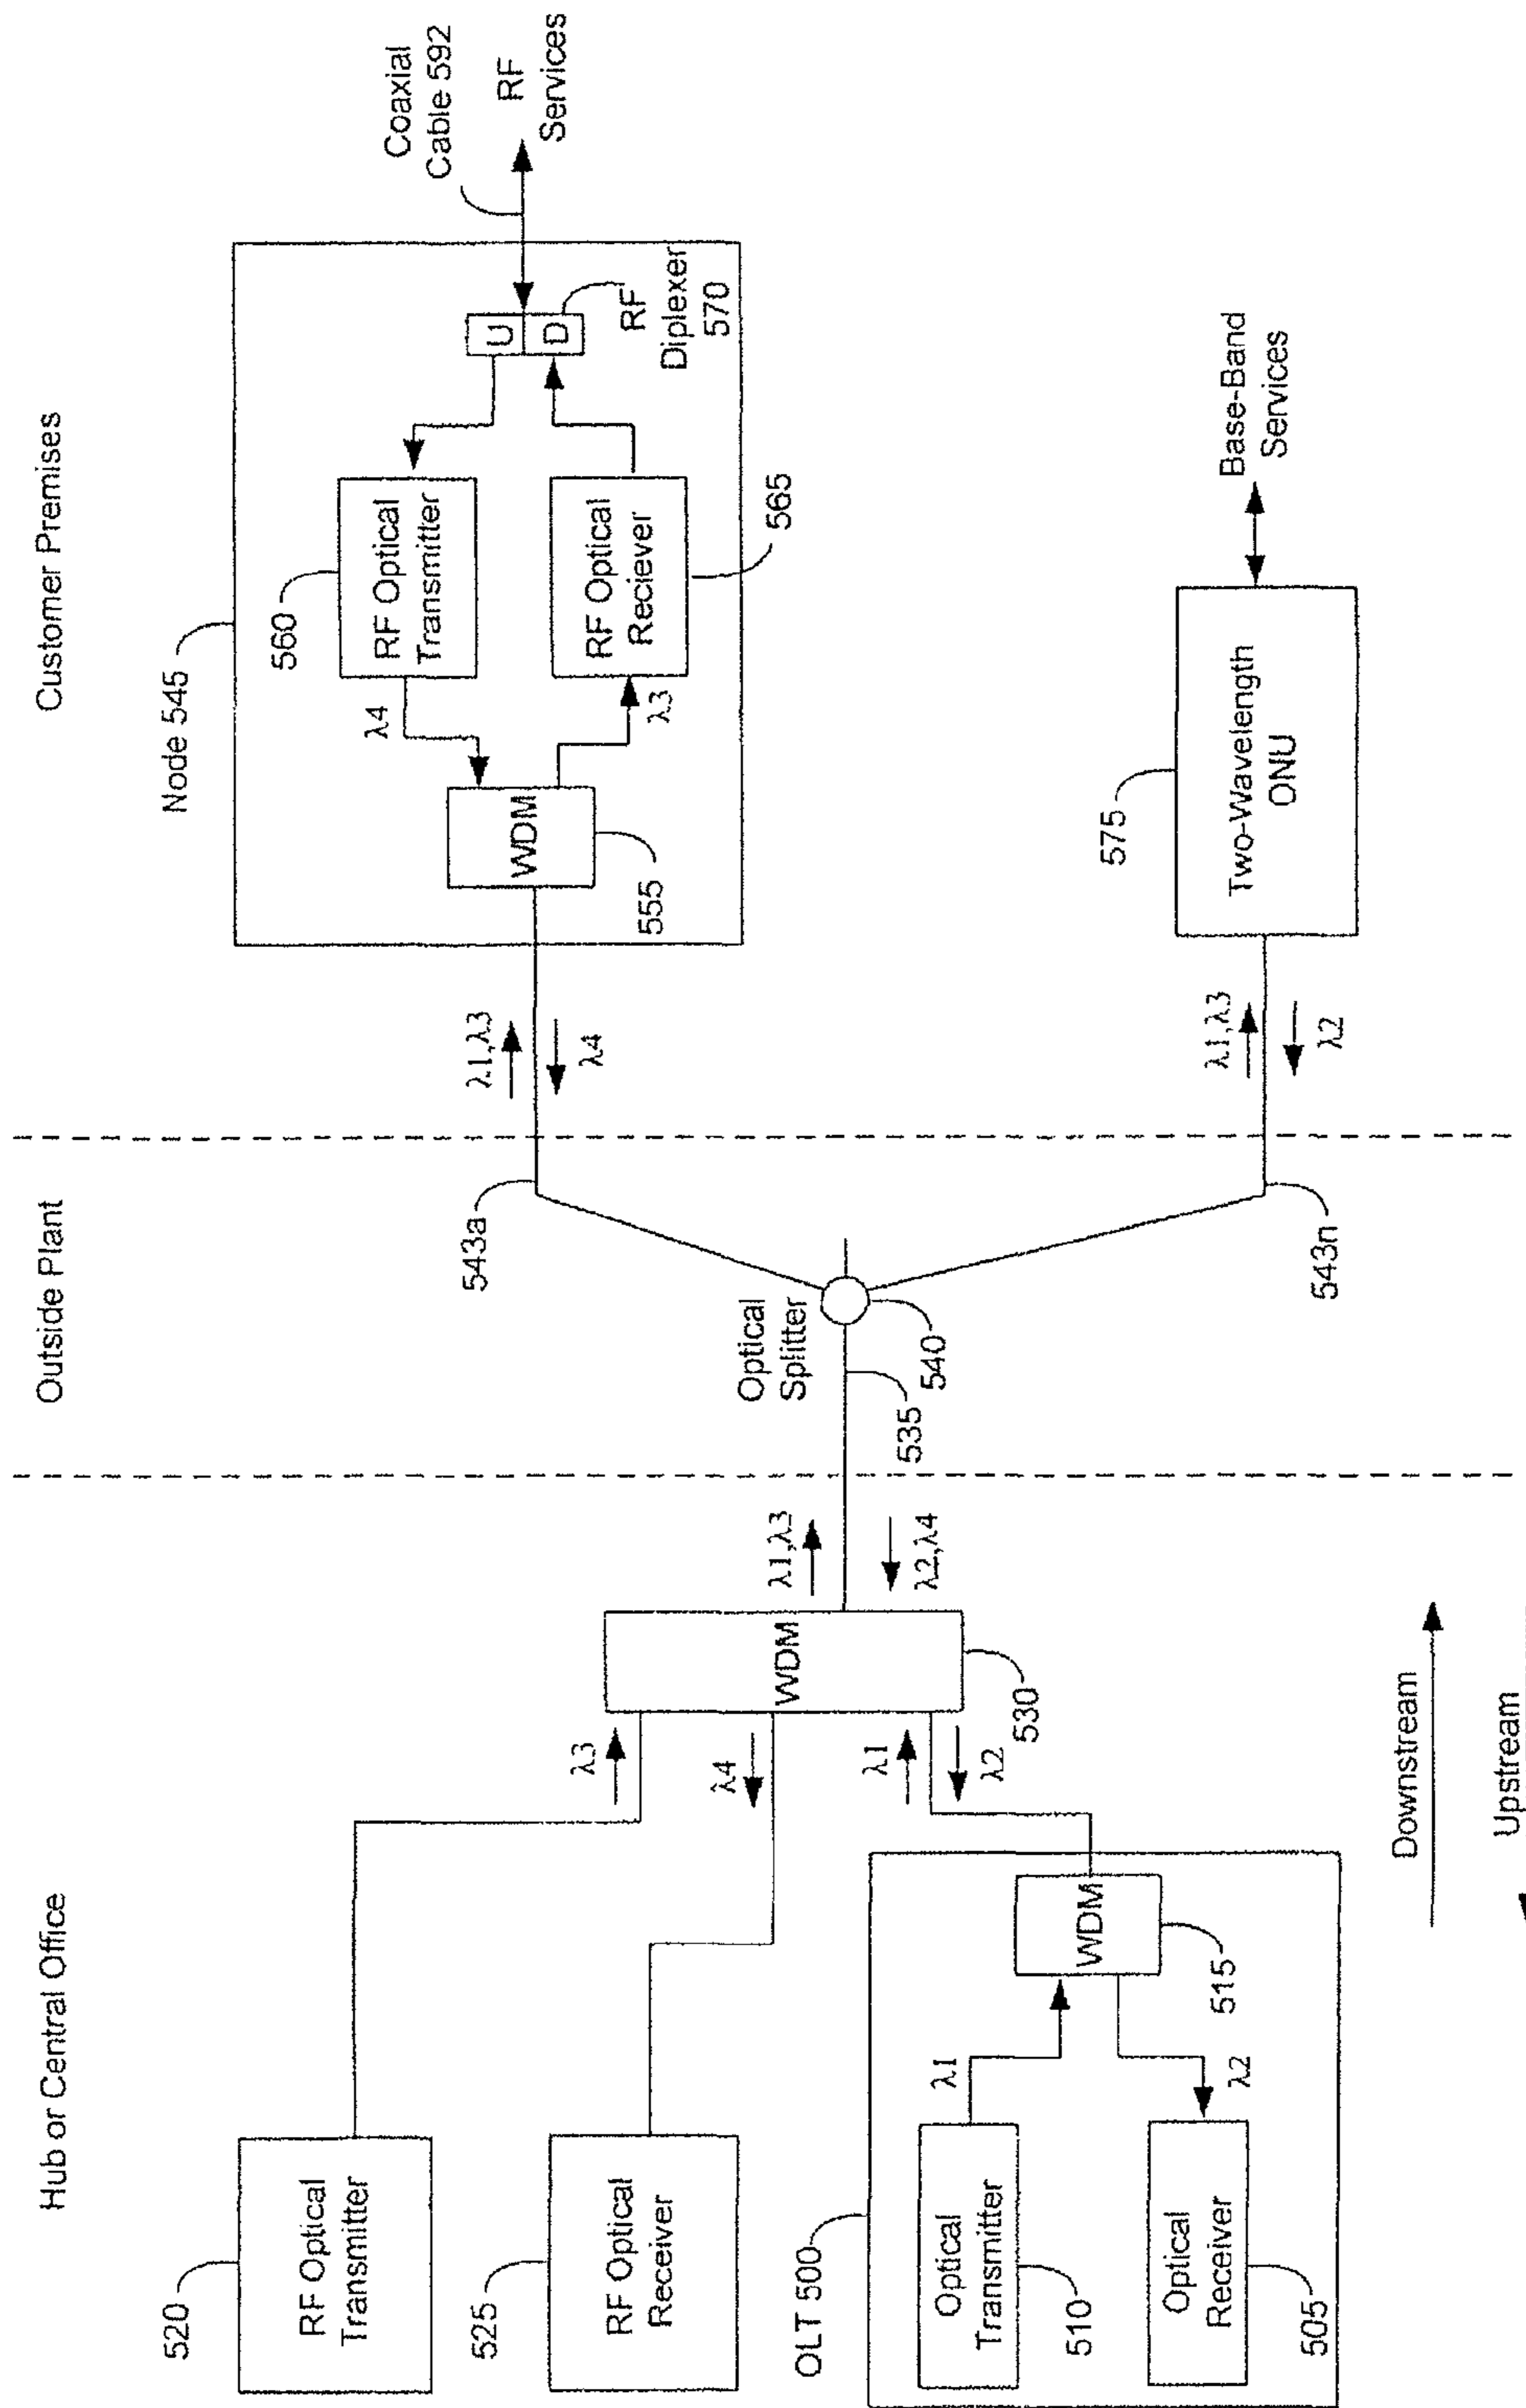 Hub or Central Office
Outside Plant
Customer Premises
520
RF Optical
Transmitter
525
RF Optical
Receiver
OLT 500
Optical
Transmitter
510
Optical
Receiver
505
λ1
λ2
WDM
515
λ3
λ4
λ1
λ2
WDM
530
λ1,λ3
λ2,λ4
Downstream
Upstream
535
Optical
Splitter
540
543a
543n
λ1,λ3
λ4
λ1,λ3
λ2
Node 545
WDM
555
λ4
λ3
560
RF Optical
Transmitter
RF Optical
Reciever
565
U
D
RF
Diplexer
570
Coaxial
Cable 592
RF
Services
575
Two-Wavelength
ONU
Base-Band
Services